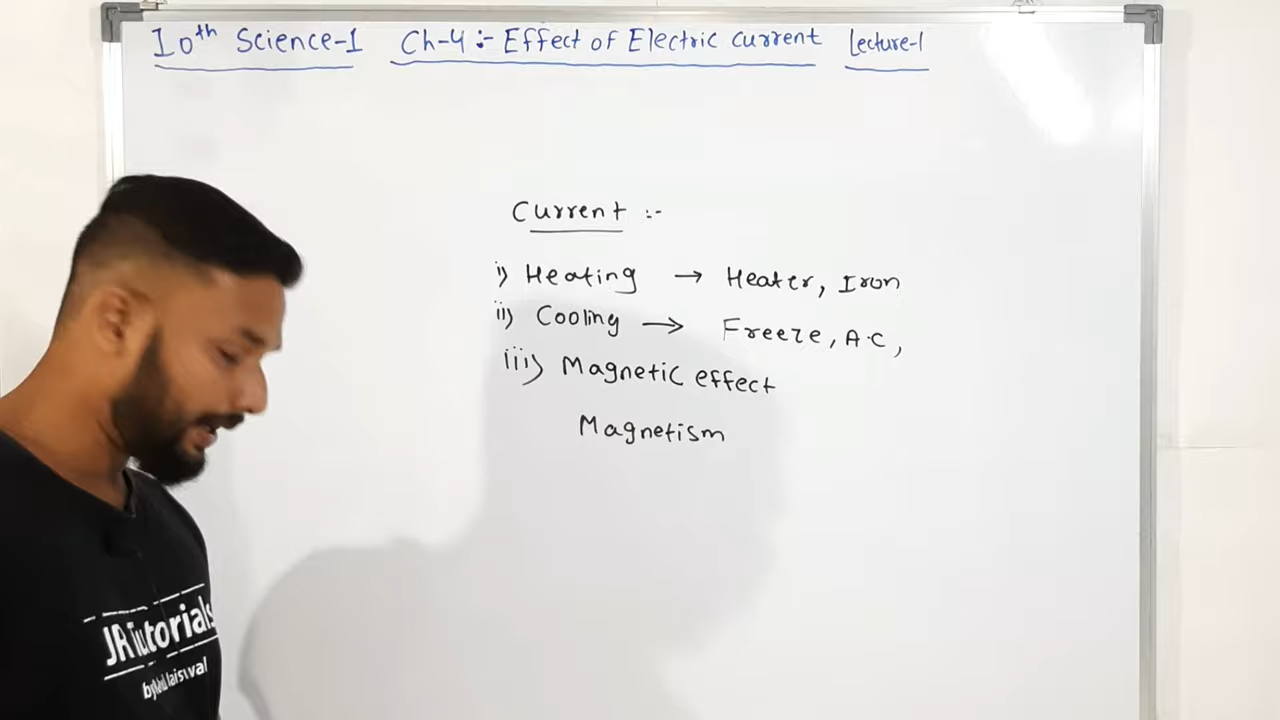 10th Science-1 Ch-4 :- Effect of Electric current Lecture-1
Current :-
i) Heating → Heater, Iron
ii) Cooling → Freeze, A.C,
iii) Magnetic effect
Magnetism
JR Tutorials
by